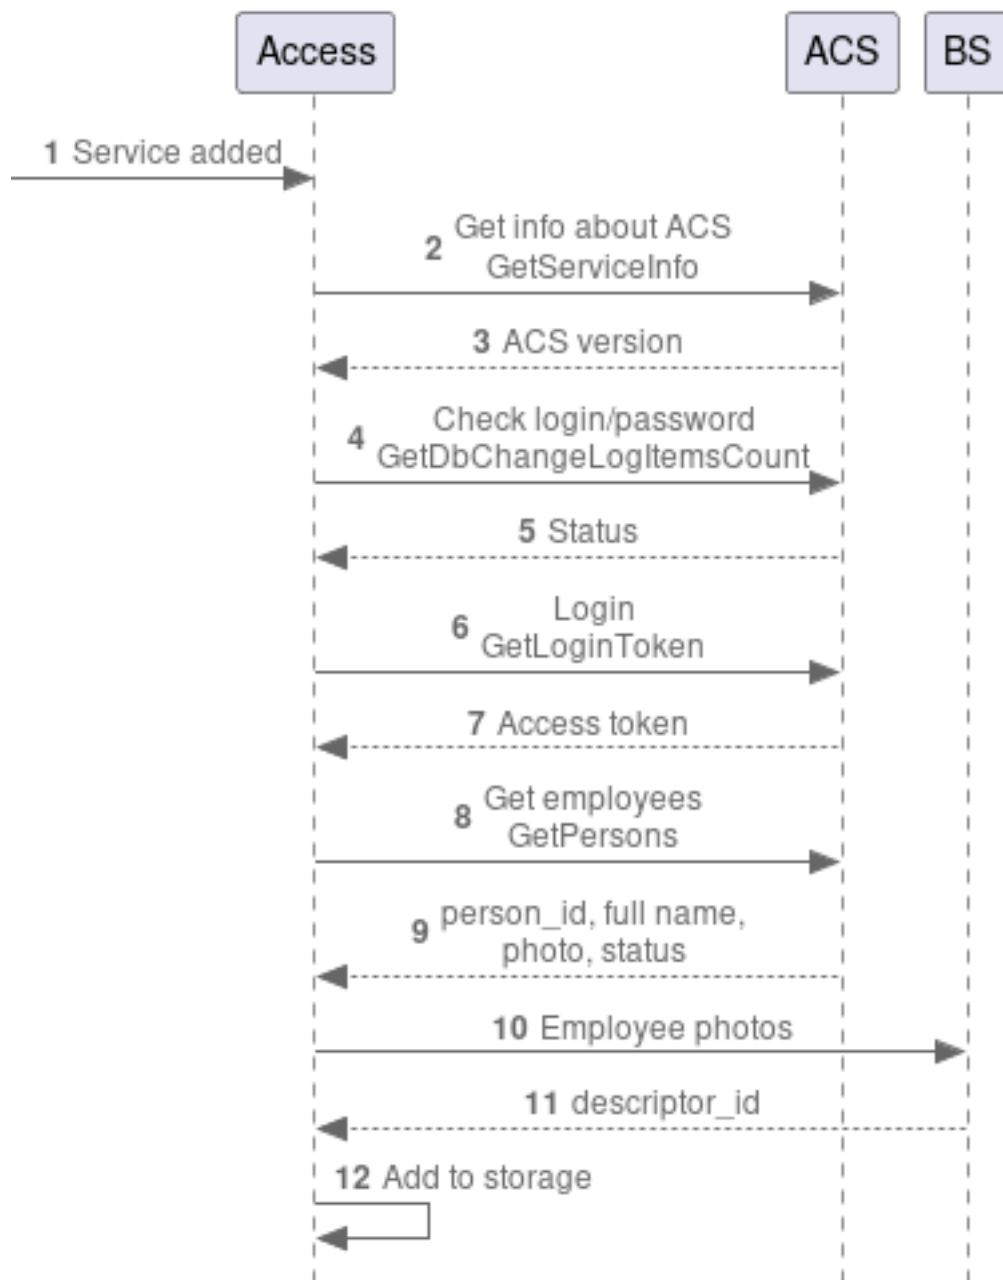 Access ACS BS
1 Service added
Get info about ACS
2
GetServiceInfo
3 ACS version
Check login/password
4
GetDbChangeLogItemsCount
5 Status
Login
6
GetLoginToken
7 Access token
Get employees
8
GetPersons
person_id, full name,
9
photo, status
10 Employee photos
11 descriptor_id
12 Add to storage